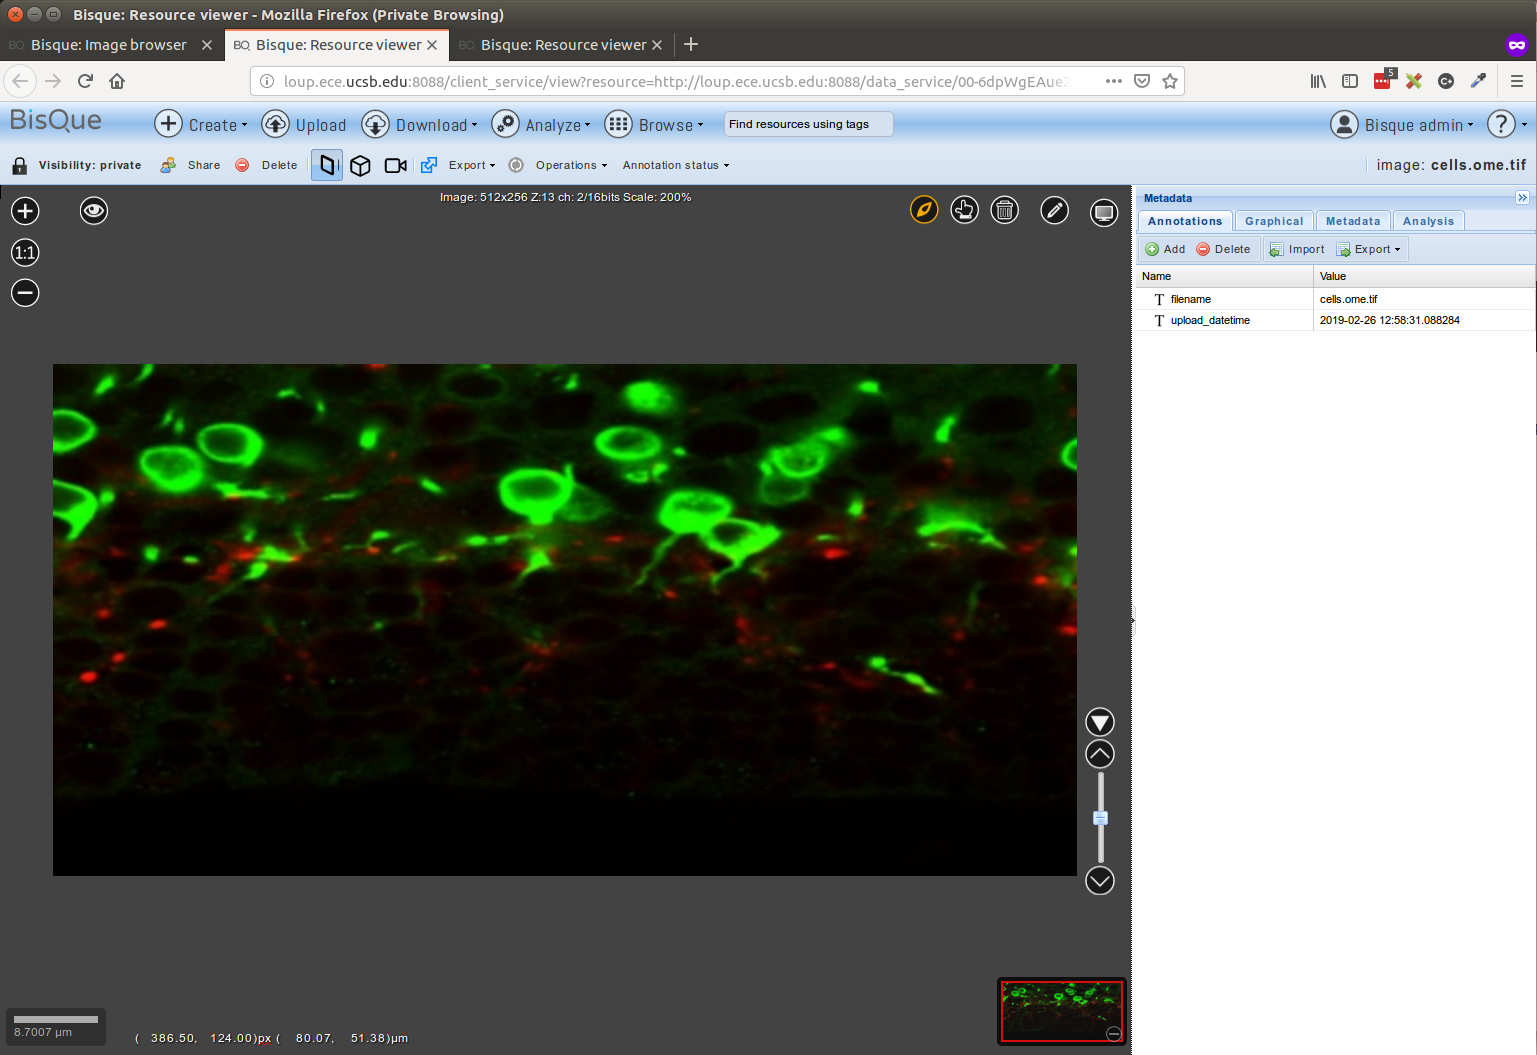 Bisque: Resource viewer - Mozilla Firefox (Private Browsing)
BQ Bisque: Image browser
BQ Bisque: Resource viewer
BQ Bisque: Resource viewer
loup.ece.ucsb.edu:8088/client_service/view?resource=http://loup.ece.ucsb.edu:8088/data_service/00-6dpWgEAue
5
BisQue
Create
Upload
Download
Analyze
Browse
Find resources using tags
Bisque admin
?
Visibility: private
Share
Delete
Export
Operations
Annotation status
image: cells.ome.tif
Image: 512x256 Z:13 ch: 2/16bits Scale: 200%
1:1
Metadata
Annotations
Graphical
Metadata
Analysis
Add
Delete
Import
Export
Name
Value
T filename
cells.ome.tif
T upload_datetime
2019-02-26 12:58:31.088284
8.7007 µm
( 386.50, 124.00)px ( 80.07, 51.38)µm